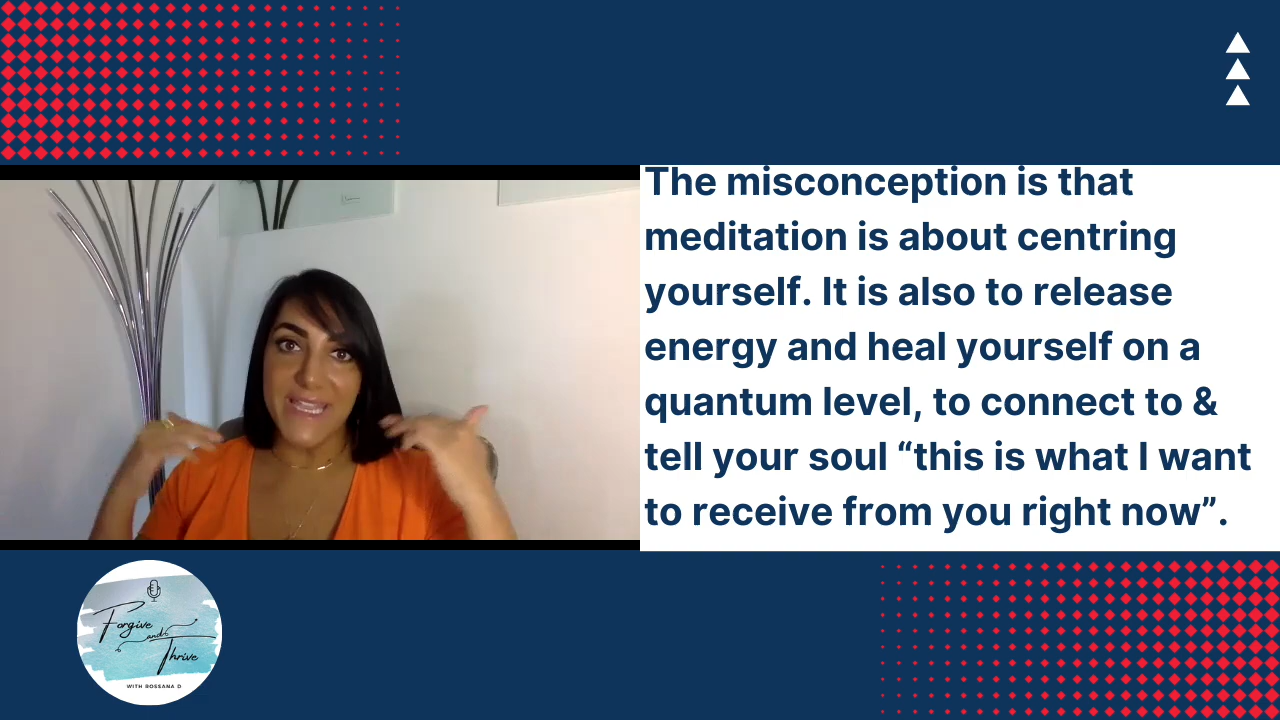 The misconception is that
meditation is about centring
yourself. It is also to release
energy and heal yourself on a
quantum level, to connect to &
tell your soul “this is what I want
to receive from you right now”.
Forgive
and
Thrive
WITH ROSSANA D